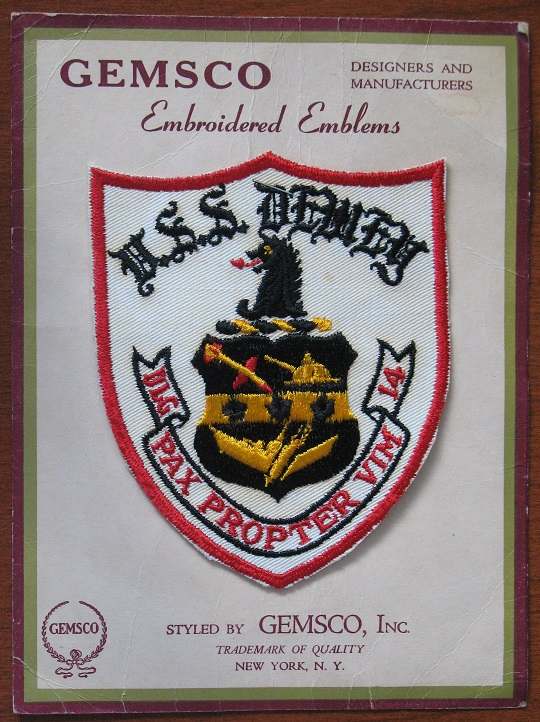 GEMSCO
DESIGNERS AND
MANUFACTURERS
Embroidered Emblems
U.S.S. DEWEY
DLG
14
PAX PROPTER VIM
GEMSCO
STYLED BY GEMSCO, INC.
TRADEMARK OF QUALITY
NEW YORK, N. Y.